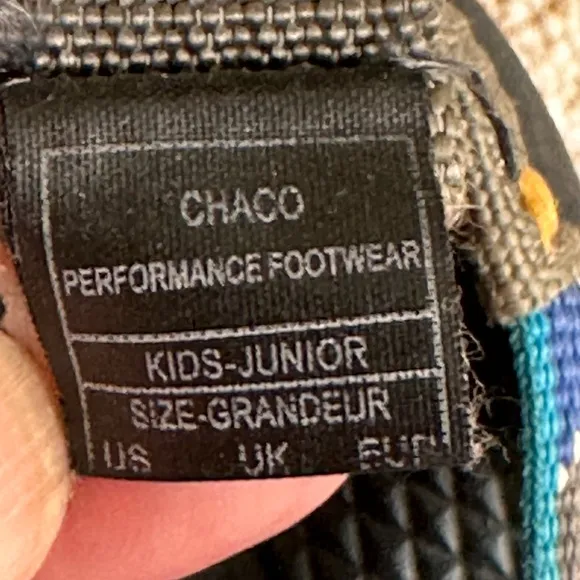 CHACO
PERFORMANCE FOOTWEAR
KIDS-JUNIOR
SIZE-GRANDEUR
US UK EUR